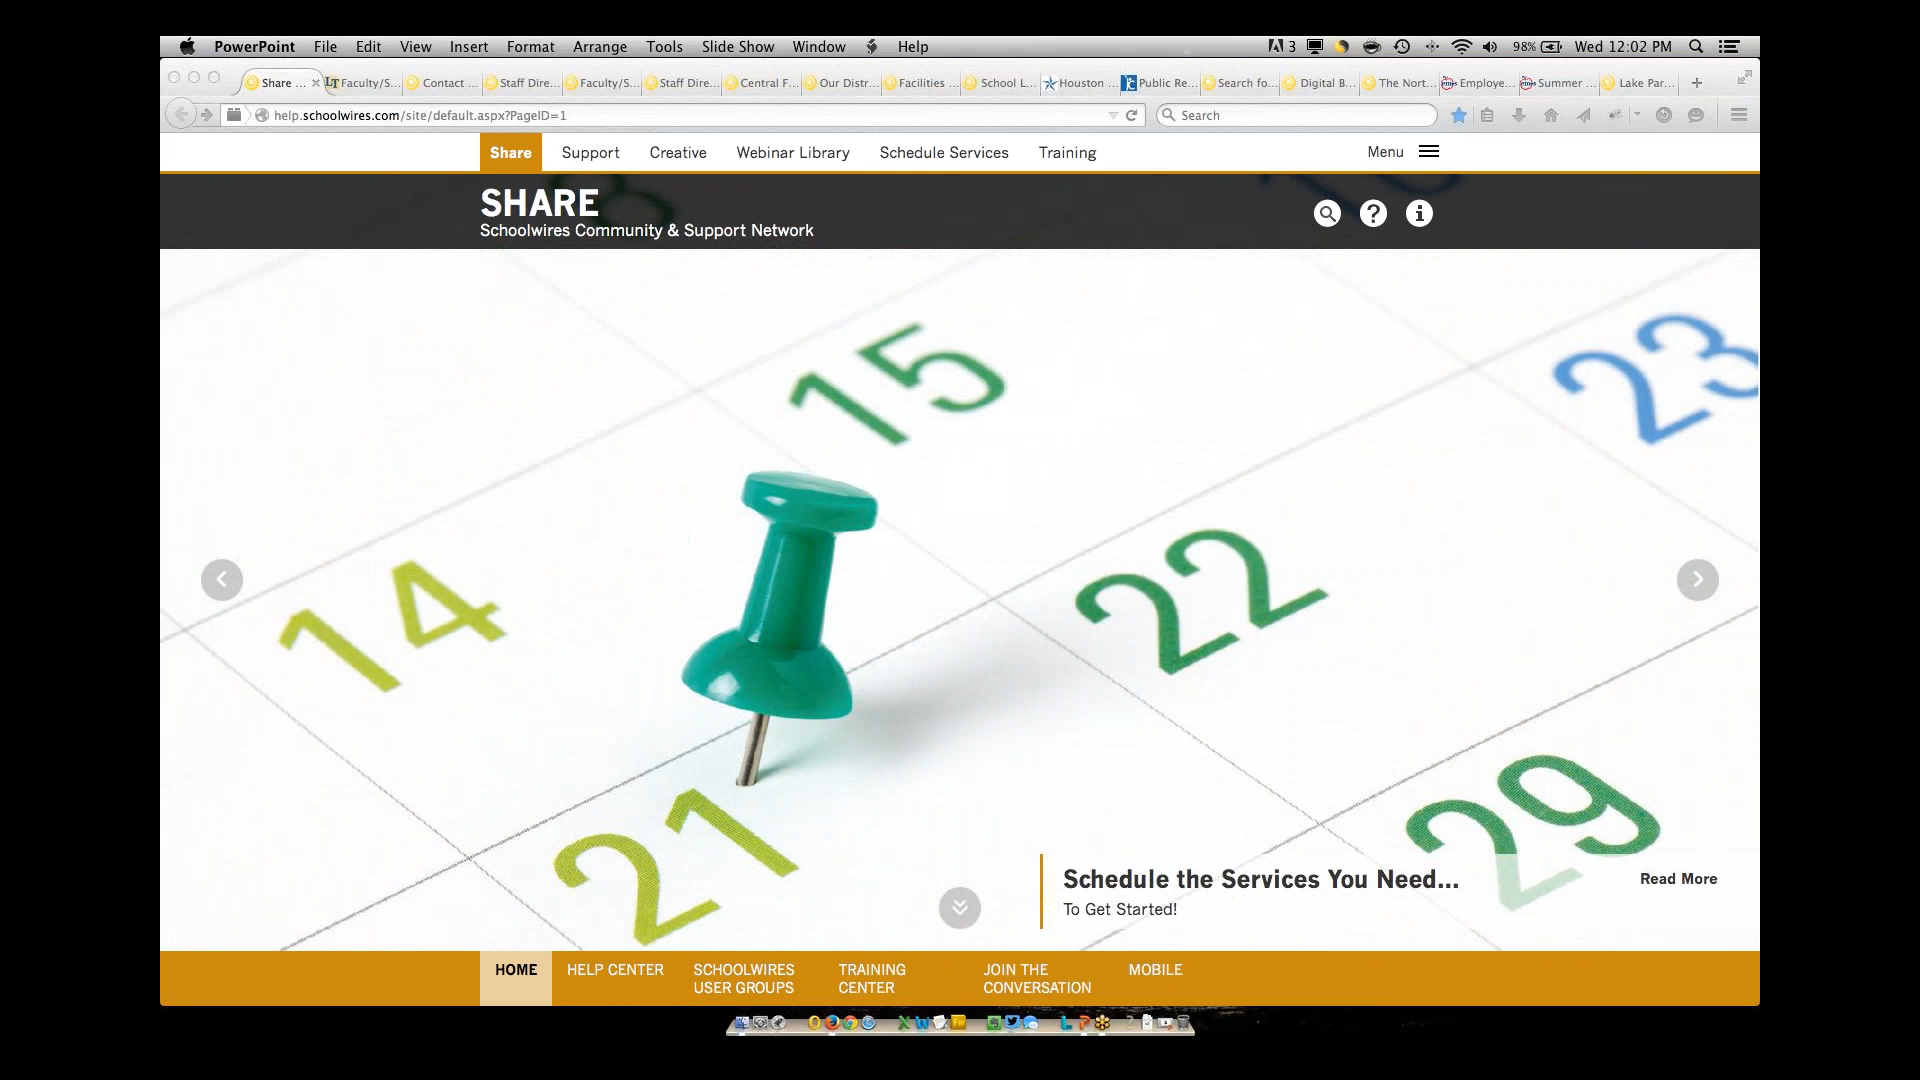 PowerPoint File Edit View Insert Format Arrange Tools Slide Show Window Help 3 98% Wed 12:02 PM
Share ... Faculty/S... Contact ... Staff Dire... Faculty/S... Staff Dire... Central F... Our Distr... Facilities ... School L... Houston ... Public Re... Search fo... Digital B... The Nort... Employe... Summer ... Lake Par...
help.schoolwires.com/site/default.aspx?PageID=1 Search
Share Support Creative Webinar Library Schedule Services Training Menu
SHARE
Schoolwires Community & Support Network
15
23
14
22
21
29
Schedule the Services You Need...
Read More
To Get Started!
HOME HELP CENTER SCHOOLWIRES USER GROUPS TRAINING CENTER JOIN THE CONVERSATION MOBILE